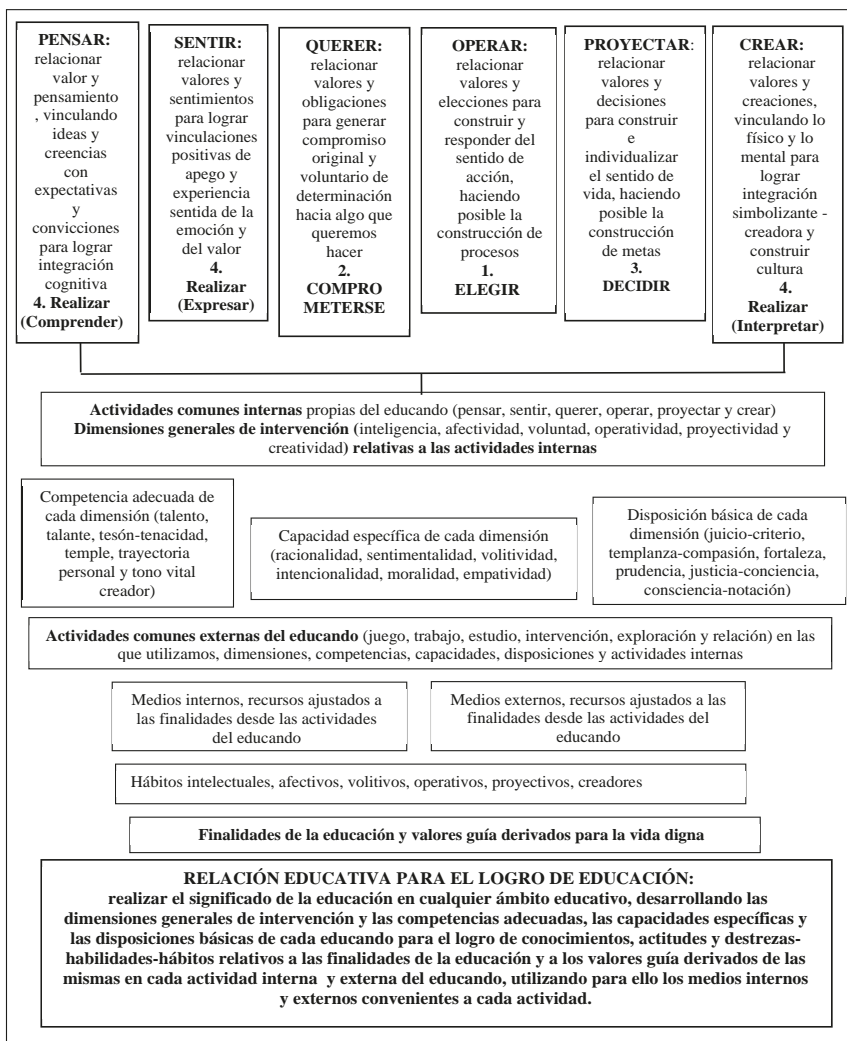 PENSAR:
relacionar
valor y
pensamiento
, vinculando
ideas y
creencias
con
expectativas
y
convicciones
para lograr
integración
cognitiva
4. Realizar
(Comprender)
SENTIR:
relacionar
valores y
sentimientos
para lograr
vinculaciones
positivas de
apego y
experiencia
sentida de la
emoción y
del valor
4.
Realizar
(Expresar)
QUERER:
relacionar
valores y
obligaciones
para generar
compromiso
original y
voluntario de
determinación
hacia algo que
queremos
hacer
2.
COMPRO
METERSE
OPERAR:
relacionar
valores y
elecciones para
construir y
responder del
sentido de
acción,
haciendo
posible la
construcción de
procesos
1.
ELEGIR
PROYECTAR:
relacionar
valores y
decisiones
para construir
e
individualizar
el sentido de
vida, haciendo
posible la
construcción
de metas
3.
DECIDIR
CREAR:
relacionar
valores y
creaciones,
vinculando lo
físico y lo
mental para
lograr
integración
simbolizante -
creadora y
construir
cultura
4.
Realizar
(Interpretar)
Actividades comunes internas propias del educando (pensar, sentir, querer, operar, proyectar y crear)
Dimensiones generales de intervención (inteligencia, afectividad, voluntad, operatividad, proyectividad y
creatividad) relativas a las actividades internas
Competencia adecuada de
cada dimensión (talento,
talante, tesón-tenacidad,
temple, trayectoria
personal y tono vital
creador)
Capacidad específica de cada dimensión
(racionalidad, sentimentalidad, volitividad,
intencionalidad, moralidad, empatividad)
Disposición básica de cada
dimensión (juicio-criterio,
templanza-compasión, fortaleza,
prudencia, justicia-conciencia,
consciencia-notación)
Actividades comunes externas del educando (juego, trabajo, estudio, intervención, exploración y relación) en las
que utilizamos, dimensiones, competencias, capacidades, disposiciones y actividades internas
Medios internos, recursos ajustados a
las finalidades desde las actividades
del educando
Medios externos, recursos ajustados a las
finalidades desde las actividades del
educando
Hábitos intelectuales, afectivos, volitivos, operativos, proyectivos, creadores
Finalidades de la educación y valores guía derivados para la vida digna
RELACIÓN EDUCATIVA PARA EL LOGRO DE EDUCACIÓN:
realizar el significado de la educación en cualquier ámbito educativo, desarrollando las
dimensiones generales de intervención y las competencias adecuadas, las capacidades específicas y
las disposiciones básicas de cada educando para el logro de conocimientos, actitudes y destrezas-
habilidades-hábitos relativos a las finalidades de la educación y a los valores guía derivados de las
mismas en cada actividad interna y externa del educando, utilizando para ello los medios internos
y externos convenientes a cada actividad.